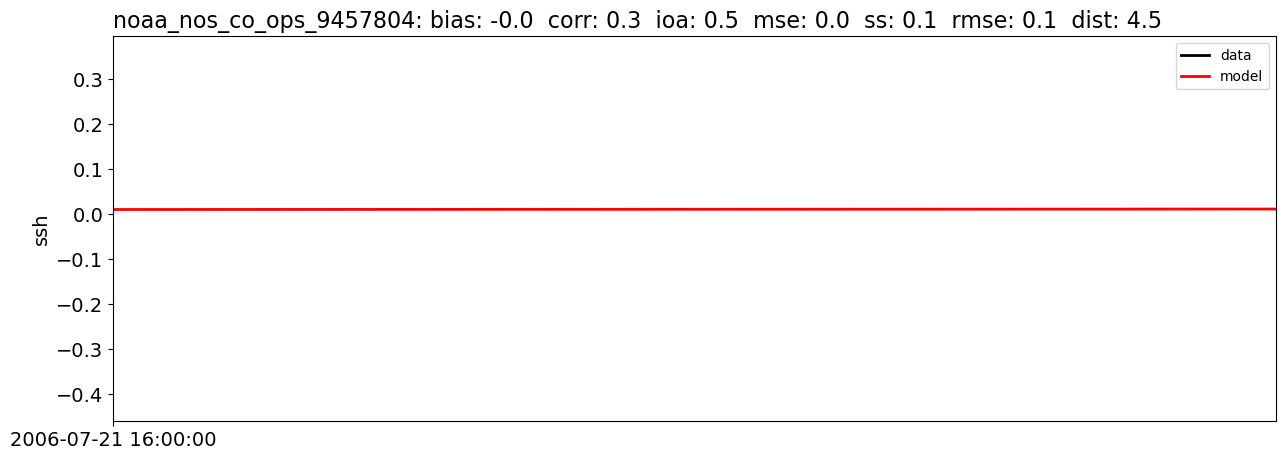 noaa_nos_co_ops_9457804: bias: -0.0 corr: 0.3 ioa: 0.5 mse: 0.0 ss: 0.1 rmse: 0.1 dist: 4.5
data
model
0.3
0.2
0.1
0.0
−0.1
−0.2
−0.3
−0.4
ssh
2006-07-21 16:00:00